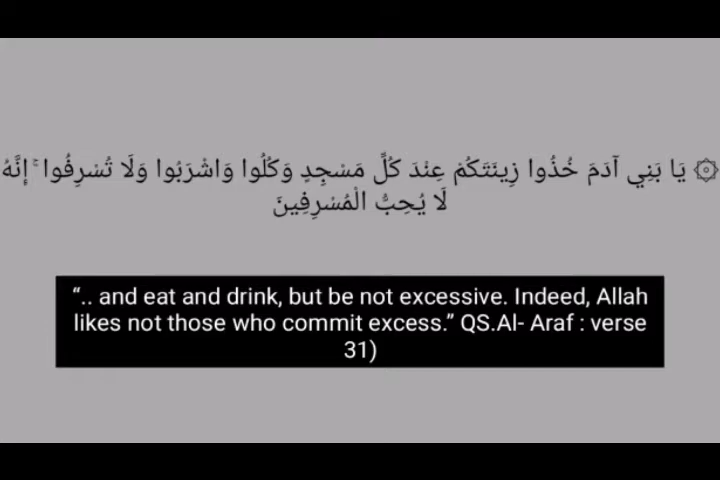 ۞ يَا بَنِي آدَمَ خُذُوا زِينَتَكُمْ عِنْدَ كُلِّ مَسْجِدٍ وَكُلُوا وَاشْرَبُوا وَلَا تُسْرِفُوا ۚ إِنَّهُ
لَا يُحِبُّ الْمُسْرِفِينَ
“.. and eat and drink, but be not excessive. Indeed, Allah
likes not those who commit excess.” QS.Al- Araf : verse
31)